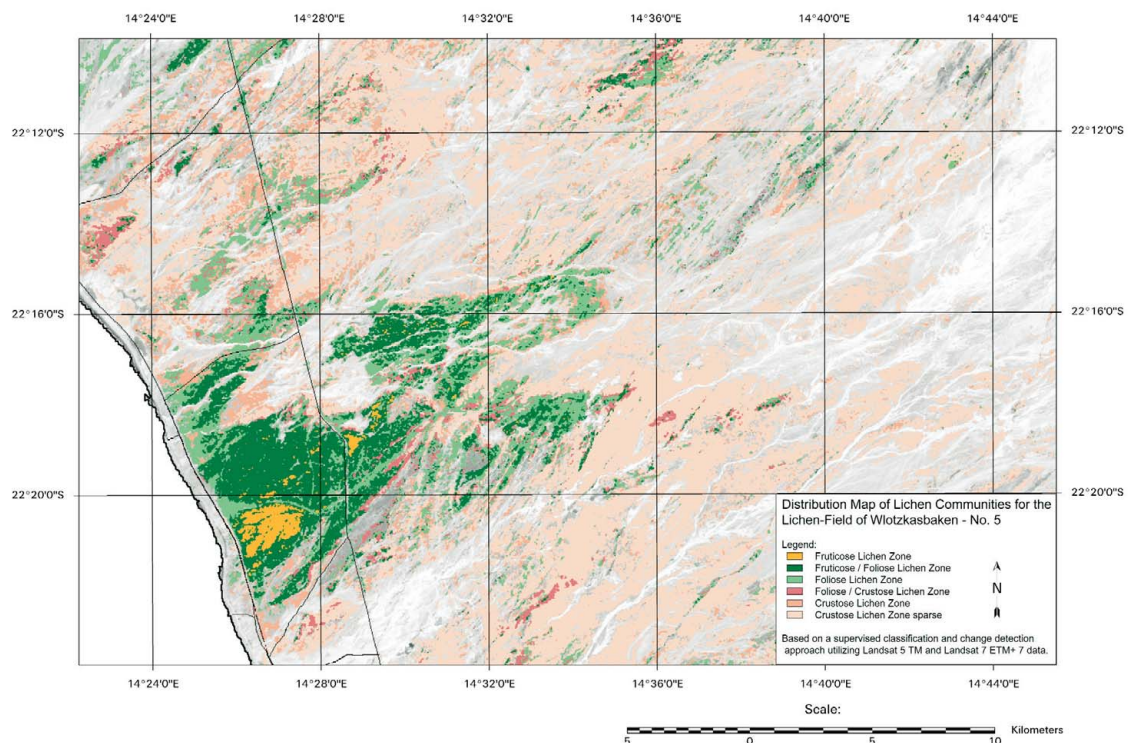 14°24'0"E 14°28'0"E 14°32'0"E 14°36'0"E 14°40'0"E 14°44'0"E
22°12'0"S 22°12'0"S
22°16'0"S 22°16'0"S
22°20'0"S 22°20'0"S
Distribution Map of Lichen Communities for the
Lichen-Field of Wlotzkasbaken - No. 5
Legend:
Fruticose Lichen Zone
Fruticose / Foliose Lichen Zone
Foliose Lichen Zone
Foliose / Crustose Lichen Zone
Crustose Lichen Zone
Crustose Lichen Zone sparse
N
Based on a supervised classification and change detection
approach utilizing Landsat 5 TM and Landsat 7 ETM+ 7 data.
14°24'0"E 14°28'0"E 14°32'0"E 14°36'0"E 14°40'0"E 14°44'0"E
Scale:
Kilometers
5 0 5 10